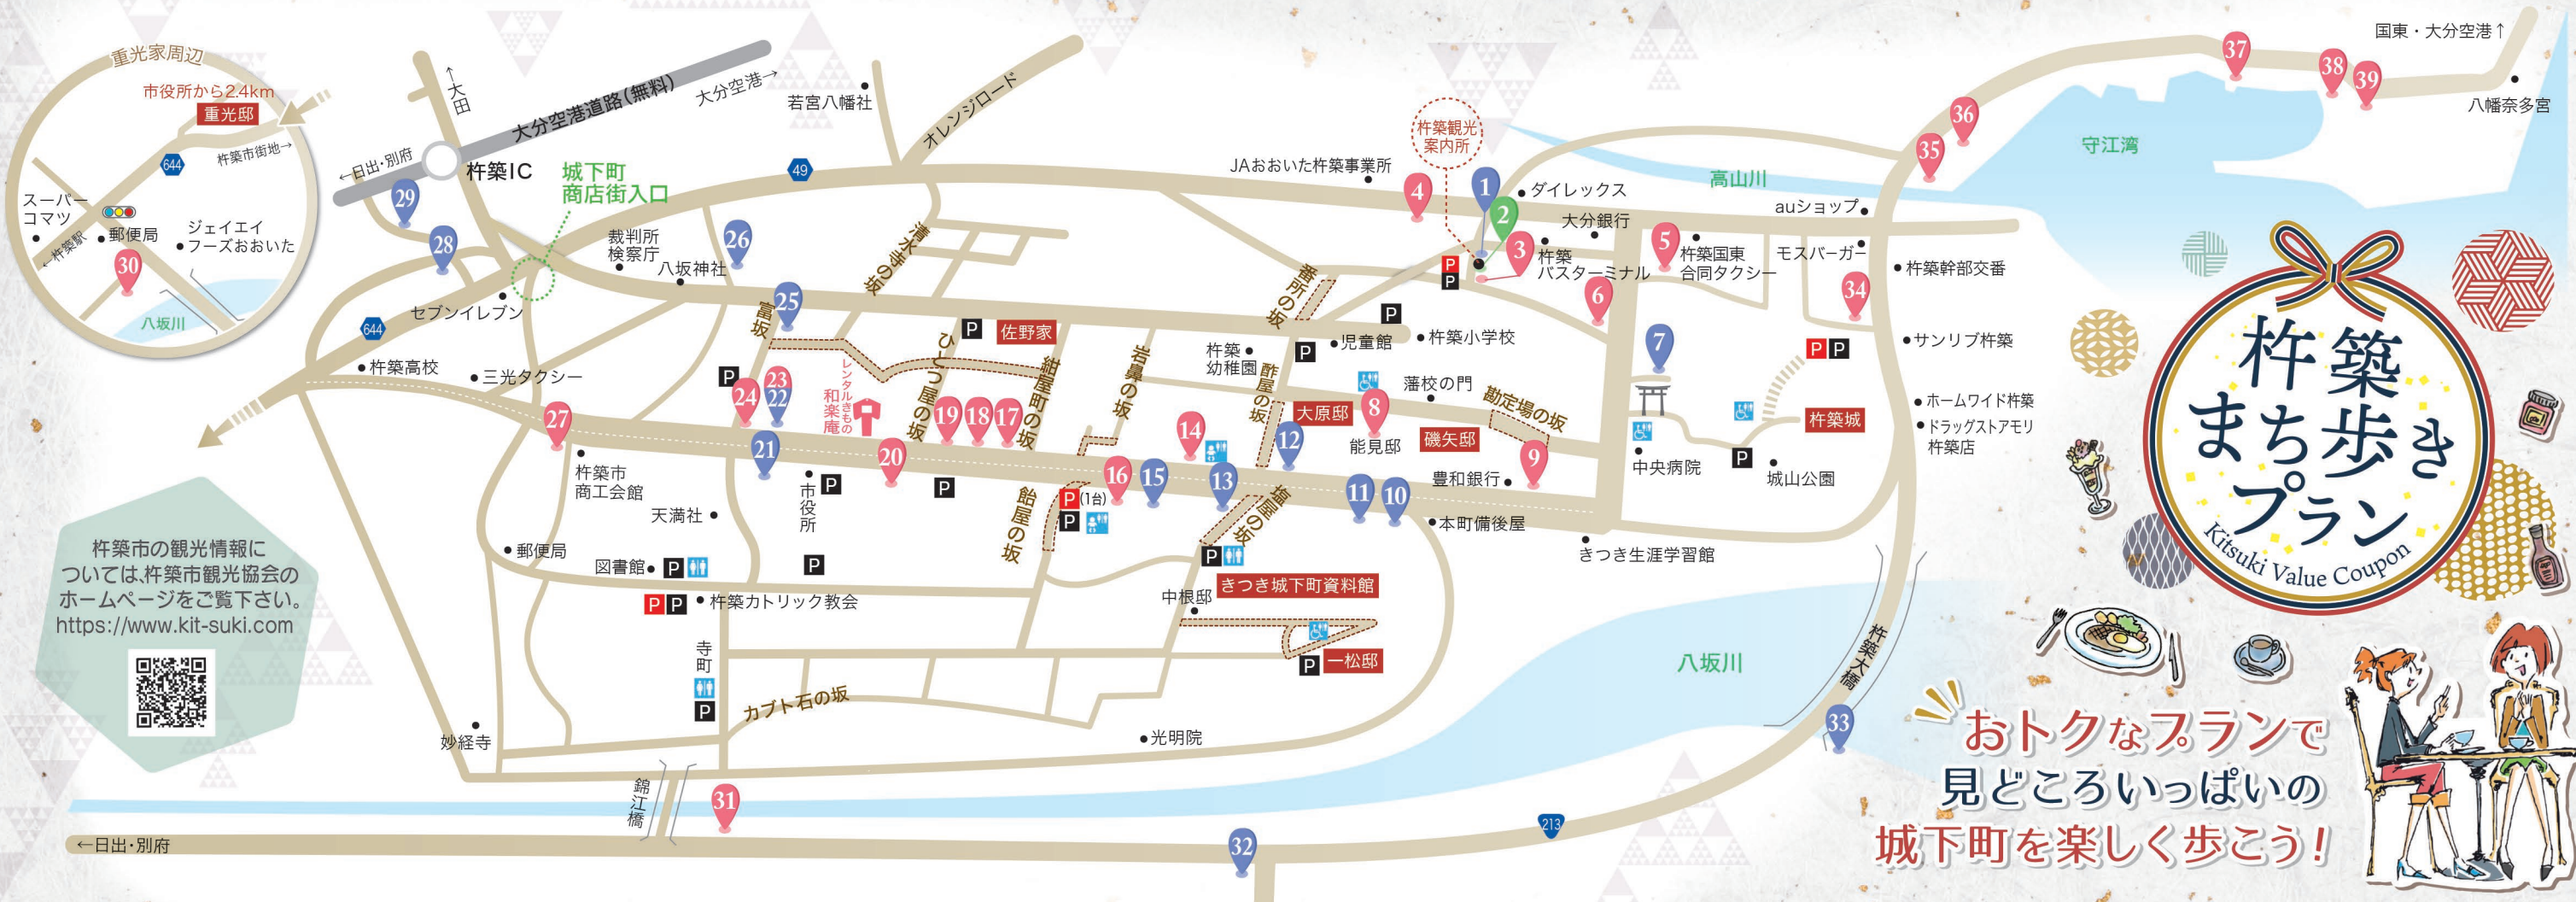 重光家周辺
市役所から2.4km
重光邸
644
杵築市街地→
スーパー
コマツ
←杵築駅
郵便局
ジェイエイ
フーズおおいた
30
八坂川
←大田
大分空港道路(無料)
大分空港→
←日出・別府
杵築IC
城下町
商店街入口
29
28
644
セブンイレブン
49
若宮八幡社
オレンジロード
裁判所
検察庁
八坂神社
26
25
富坂
清水寺の坂
JAおおいた杵築事業所
杵築観光
案内所
4
1
2
3
ダイレックス
大分銀行
杵築
バスターミナル
5
杵築国東
合同タクシー
6
高山川
auショップ
モスバーガー
34
杵築幹部交番
サンリブ杵築
ホームワイド杵築
ドラッグストアモリ
杵築店
35
36
37
38
39
国東・大分空港↑
八幡奈多宮
守江湾
P
P
番所の坂
P
児童館
杵築小学校
杵築
幼稚園
P
7
P
P
杵築城
中央病院
P
城山公園
杵築高校
三光タクシー
27
P
24
23
22
レンタルきもの
和楽庵
21
ひとつ屋の坂
P
佐野家
紺屋町の坂
岩鼻の坂
19
18
17
20
酢屋の坂
大原邸
8
能見邸
藩校の門
勘定場の坂
磯矢邸
9
豊和銀行
14
12
16
15
13
11
10
本町備後屋
きつき生涯学習館
杵築市
商工会館
市役所
P
P
天満社
飴屋の坂
P
(1台)
P
塩屋の坂
P
郵便局
図書館
P
P
P
P
杵築カトリック教会
きつき城下町資料館
中根邸
P
一松邸
寺町
P
カブト石の坂
妙経寺
光明院
錦江橋
31
←日出・別府
32
213
33
八坂川
杵築大橋
杵築市の観光情報に
ついては、杵築市観光協会の
ホームページをご覧下さい。
https://www.kit-suki.com
杵築
まち歩き
プラン
Kitsuki Value Coupon
おトクなプランで
見どころいっぱいの
城下町を楽しく歩こう!